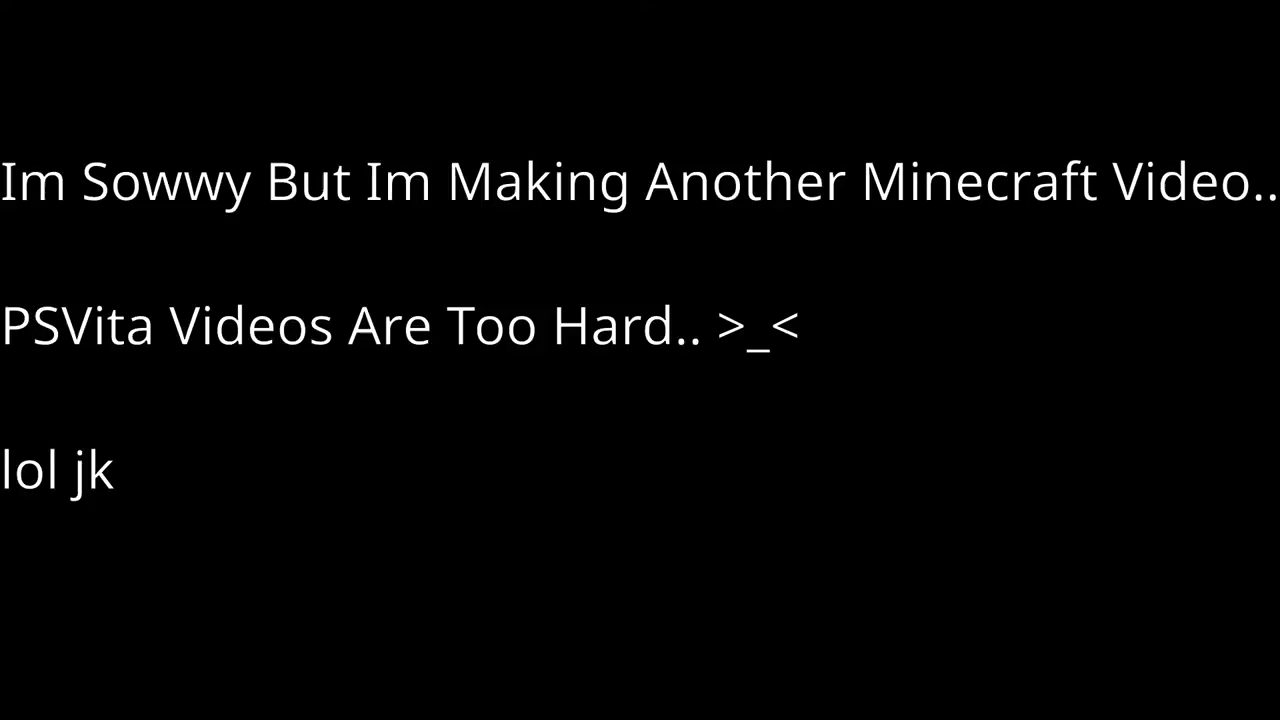 Im Sowwy But Im Making Another Minecraft Video..
PSVita Videos Are Too Hard.. >_<
lol jk